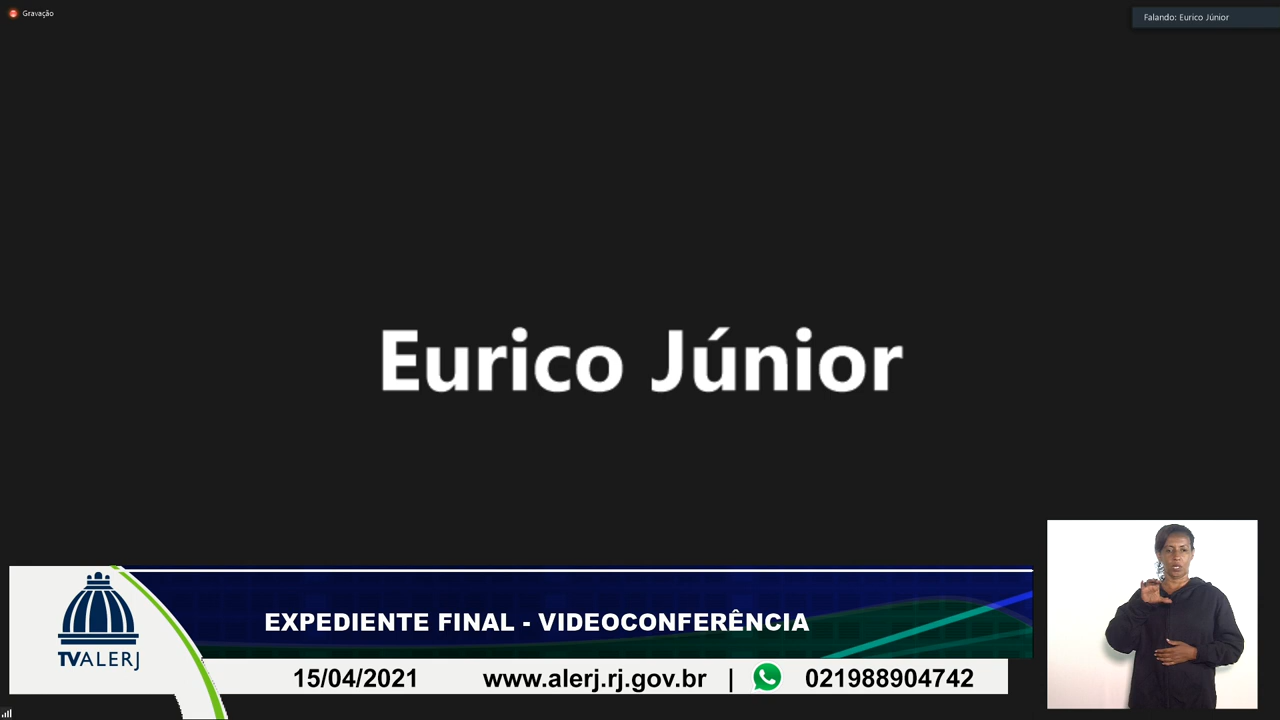 Gravação
Falando: Eurico Júnior
Eurico Júnior
EXPEDIENTE FINAL - VIDEOCONFERÊNCIA
TVALERJ
15/04/2021 www.alerj.rj.gov.br | 021988904742